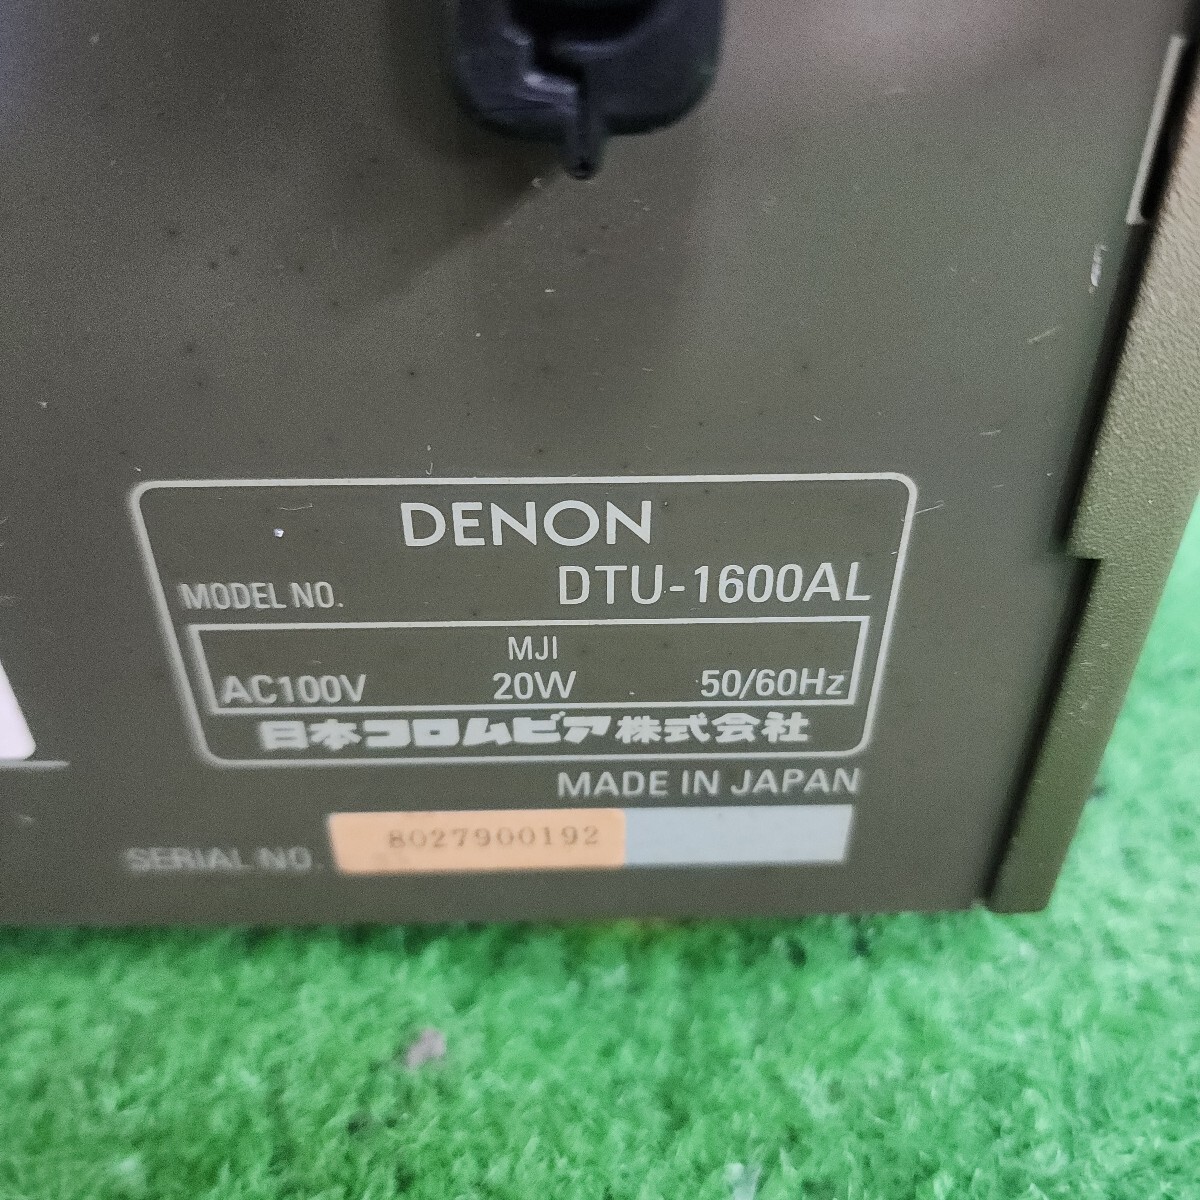 DENON
MODEL NO. DTU-1600AL
MJI
AC100V 20W 50/60Hz
日本コロムビア株式会社
MADE IN JAPAN
SERIAL NO. 8027900192